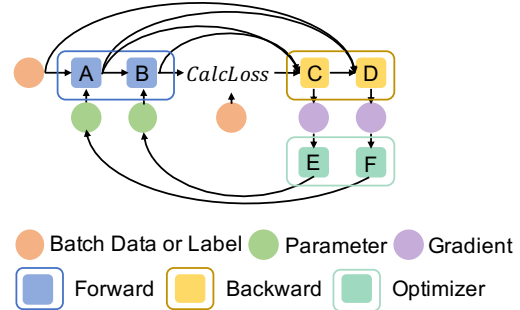 A B CalcLoss C D
E F
Batch Data or Label Parameter Gradient
Forward Backward Optimizer